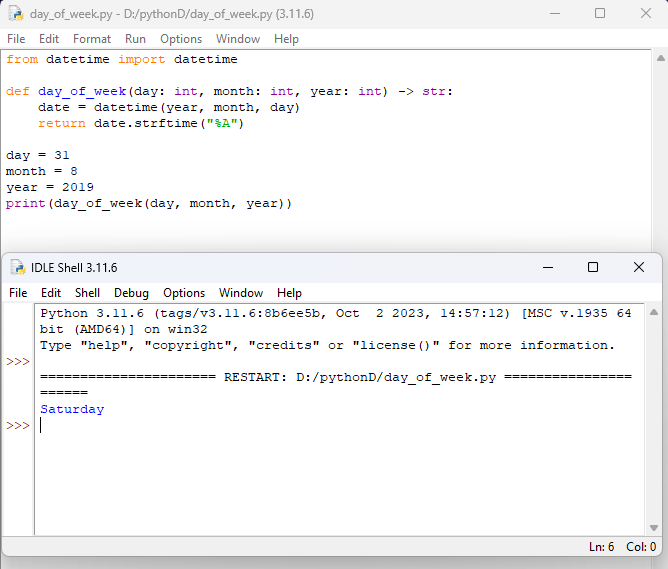 day_of_week.py - D:/pythonD/day_of_week.py (3.11.6)
File Edit Format Run Options Window Help
from datetime import datetime
def day_of_week(day: int, month: int, year: int) -> str:
    date = datetime(year, month, day)
    return date.strftime("%A")
day = 31
month = 8
year = 2019
print(day_of_week(day, month, year))
IDLE Shell 3.11.6
File Edit Shell Debug Options Window Help
Python 3.11.6 (tags/v3.11.6:8b6ee5b, Oct  2 2023, 14:57:12) [MSC v.1935 64
bit (AMD64)] on win32
Type "help", "copyright", "credits" or "license()" for more information.
>>>
====================== RESTART: D:/pythonD/day_of_week.py ================
======
Saturday
>>>
Ln: 6 Col: 0